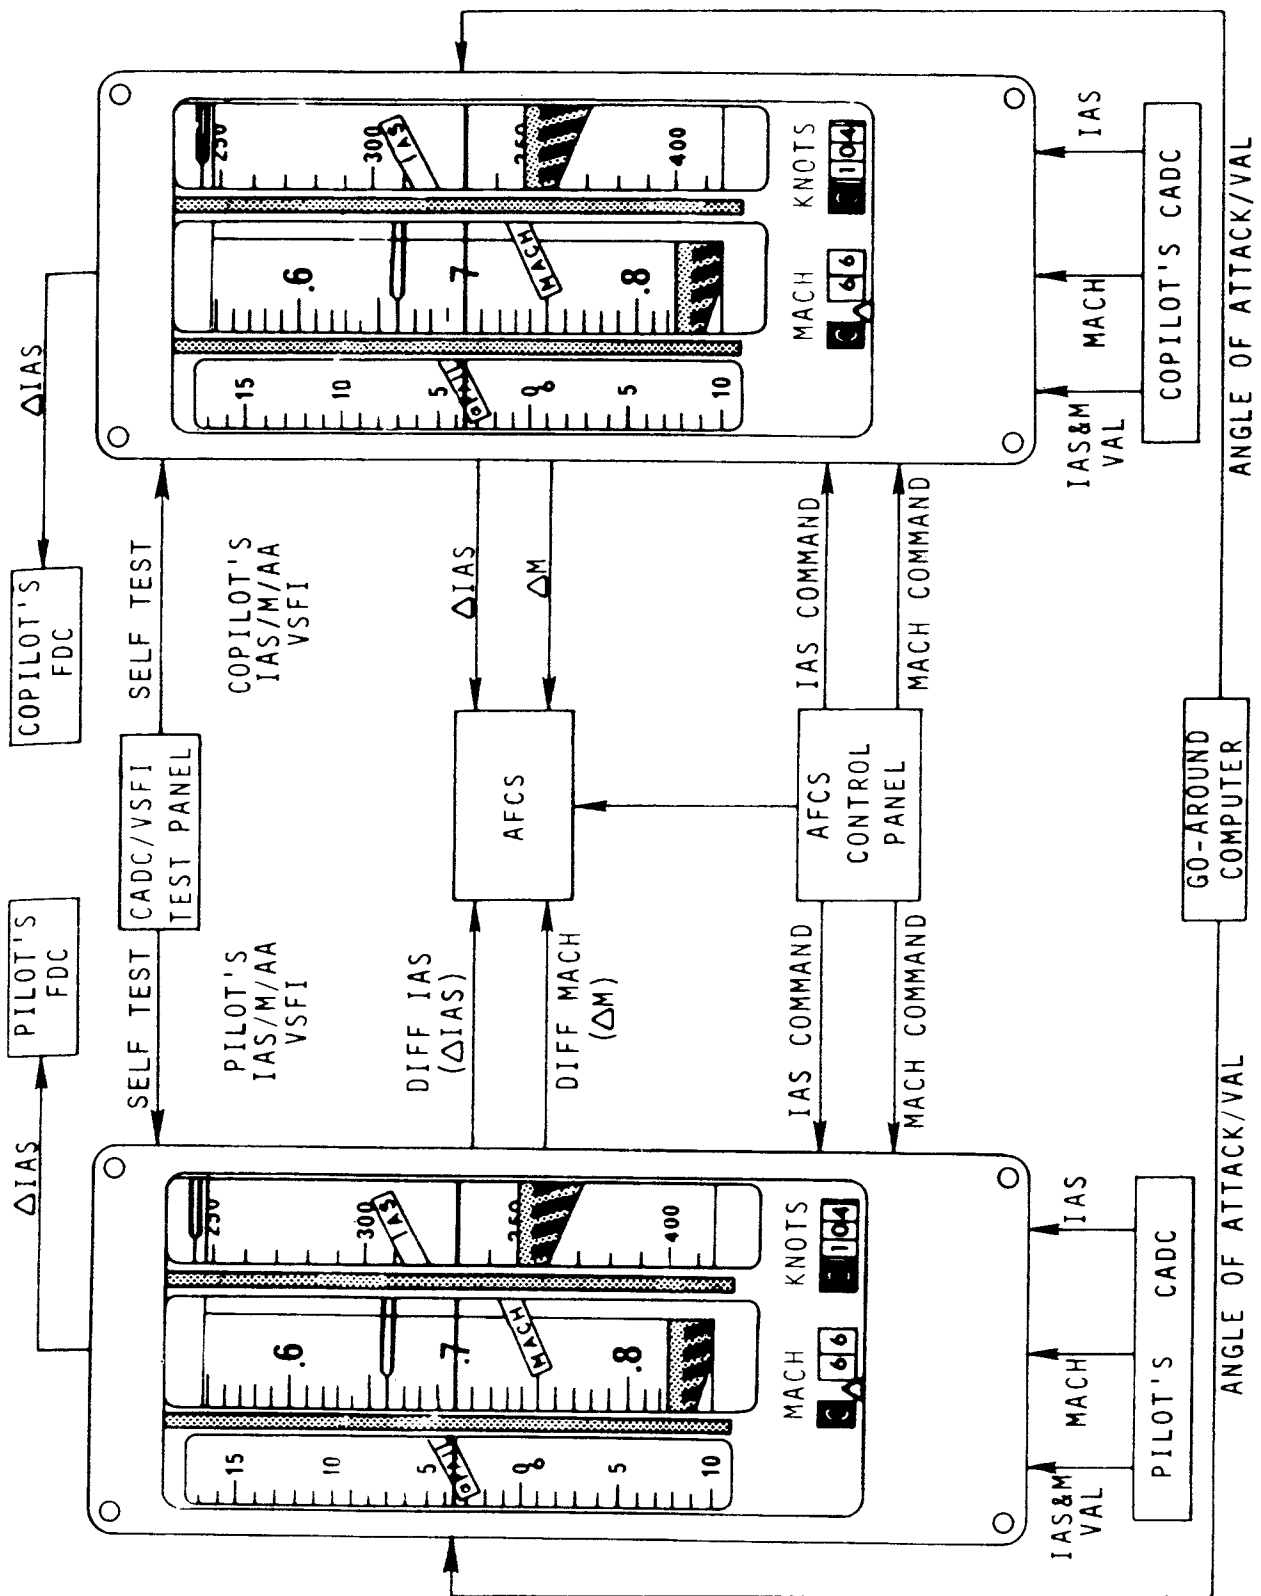 ΔIAS
PILOT'S
FDC
COPILOT'S
FDC
ΔIAS
SELF TEST
CADC/VSFI
TEST PANEL
SELF TEST
PILOT'S
IAS/M/AA
VSFI
COPILOT'S
IAS/M/AA
VSFI
15
10
5
0
5
10
.6
.7
.8
MACH
250
300
IAS
400
MACH
66
KNOTS
104
DIFF IAS
(ΔIAS)
DIFF MACH
(ΔM)
AFCS
ΔIAS
ΔM
15
10
5
0
5
10
.6
.7
.8
MACH
250
300
IAS
400
MACH
66
KNOTS
104
IAS COMMAND
MACH COMMAND
AFCS
CONTROL
PANEL
IAS COMMAND
MACH COMMAND
IAS&M
VAL
MACH
IAS
PILOT'S CADC
IAS&M
VAL
MACH
IAS
COPILOT'S CADC
GO-AROUND
COMPUTER
ANGLE OF ATTACK/VAL
ANGLE OF ATTACK/VAL